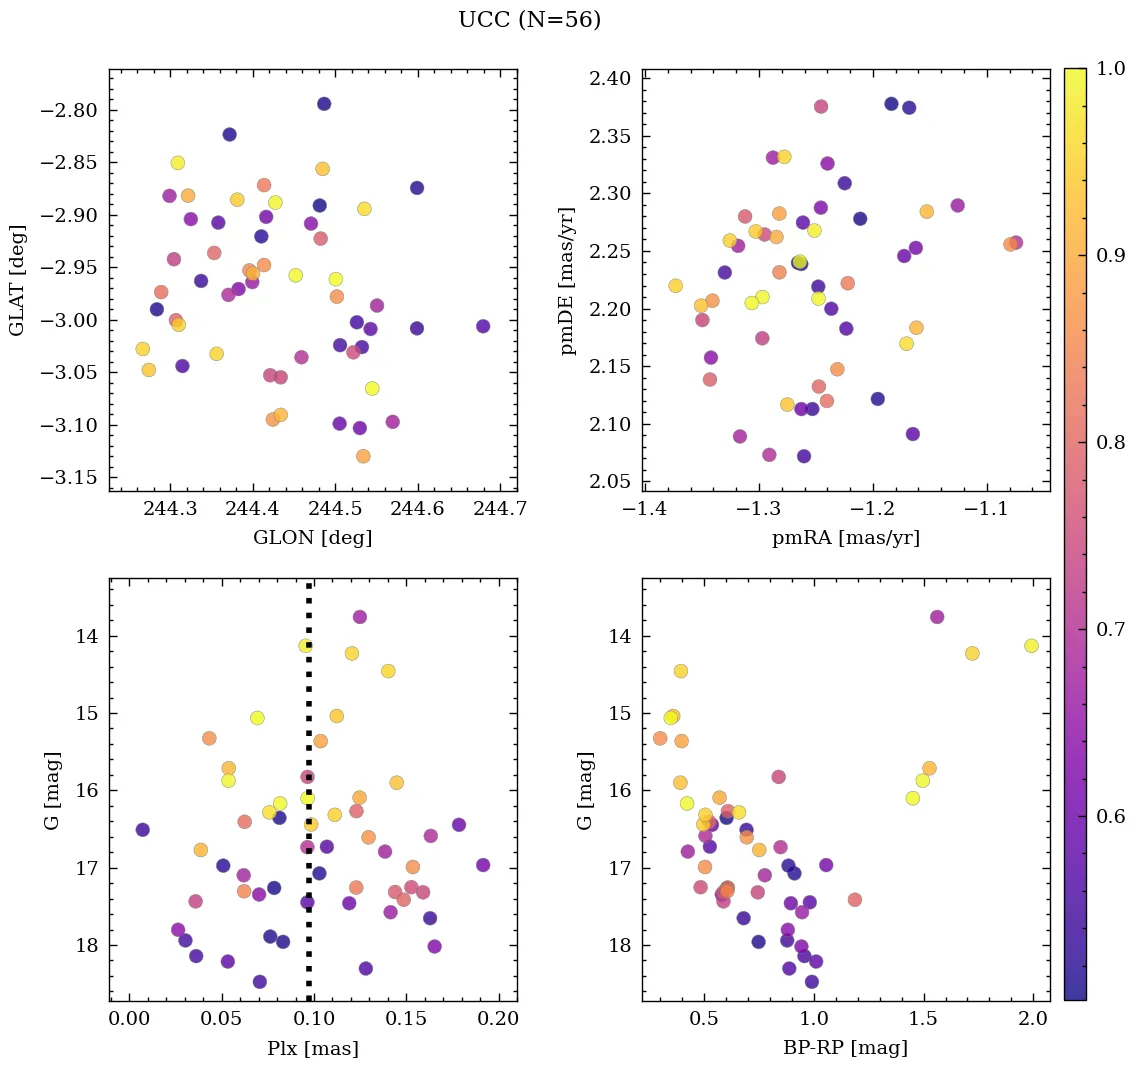 UCC (N=56)
−2.80
−2.85
−2.90
−2.95
−3.00
−3.05
−3.10
−3.15
GLAT [deg]
244.3 244.4 244.5 244.6 244.7
GLON [deg]
2.40
2.35
2.30
2.25
2.20
2.15
2.10
2.05
pmDE [mas/yr]
−1.4 −1.3 −1.2 −1.1
pmRA [mas/yr]
14
15
16
17
18
G [mag]
0.00 0.05 0.10 0.15 0.20
Plx [mas]
14
15
16
17
18
G [mag]
0.5 1.0 1.5 2.0
BP-RP [mag]
1.0
0.9
0.8
0.7
0.6